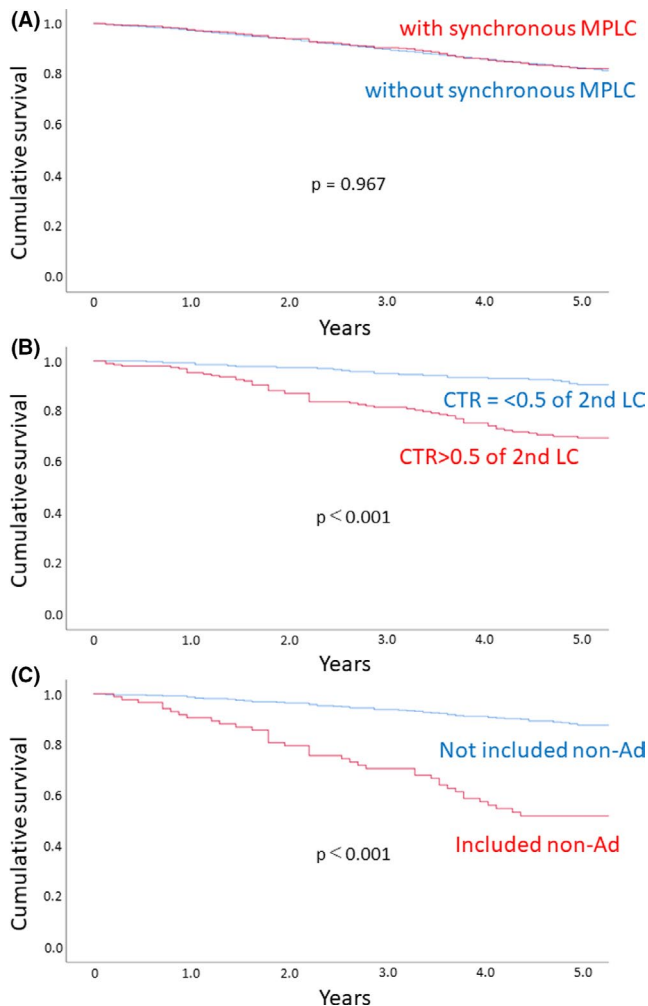 (A)
1.0
with synchronous MPLC
0.8
without synchronous MPLC
Cumulative survival
0.6
0.4
p = 0.967
0.2
0.0
0 1.0 2.0 3.0 4.0 5.0
Years
(B)
1.0
CTR = <0.5 of 2nd LC
0.8
CTR>0.5 of 2nd LC
Cumulative survival
0.6
0.4
p < 0.001
0.2
0.0
0 1.0 2.0 3.0 4.0 5.0
Years
(C)
1.0
Not included non-Ad
0.8
Cumulative survival
0.6
Included non-Ad
0.4
p < 0.001
0.2
0.0
0 1.0 2.0 3.0 4.0 5.0
Years